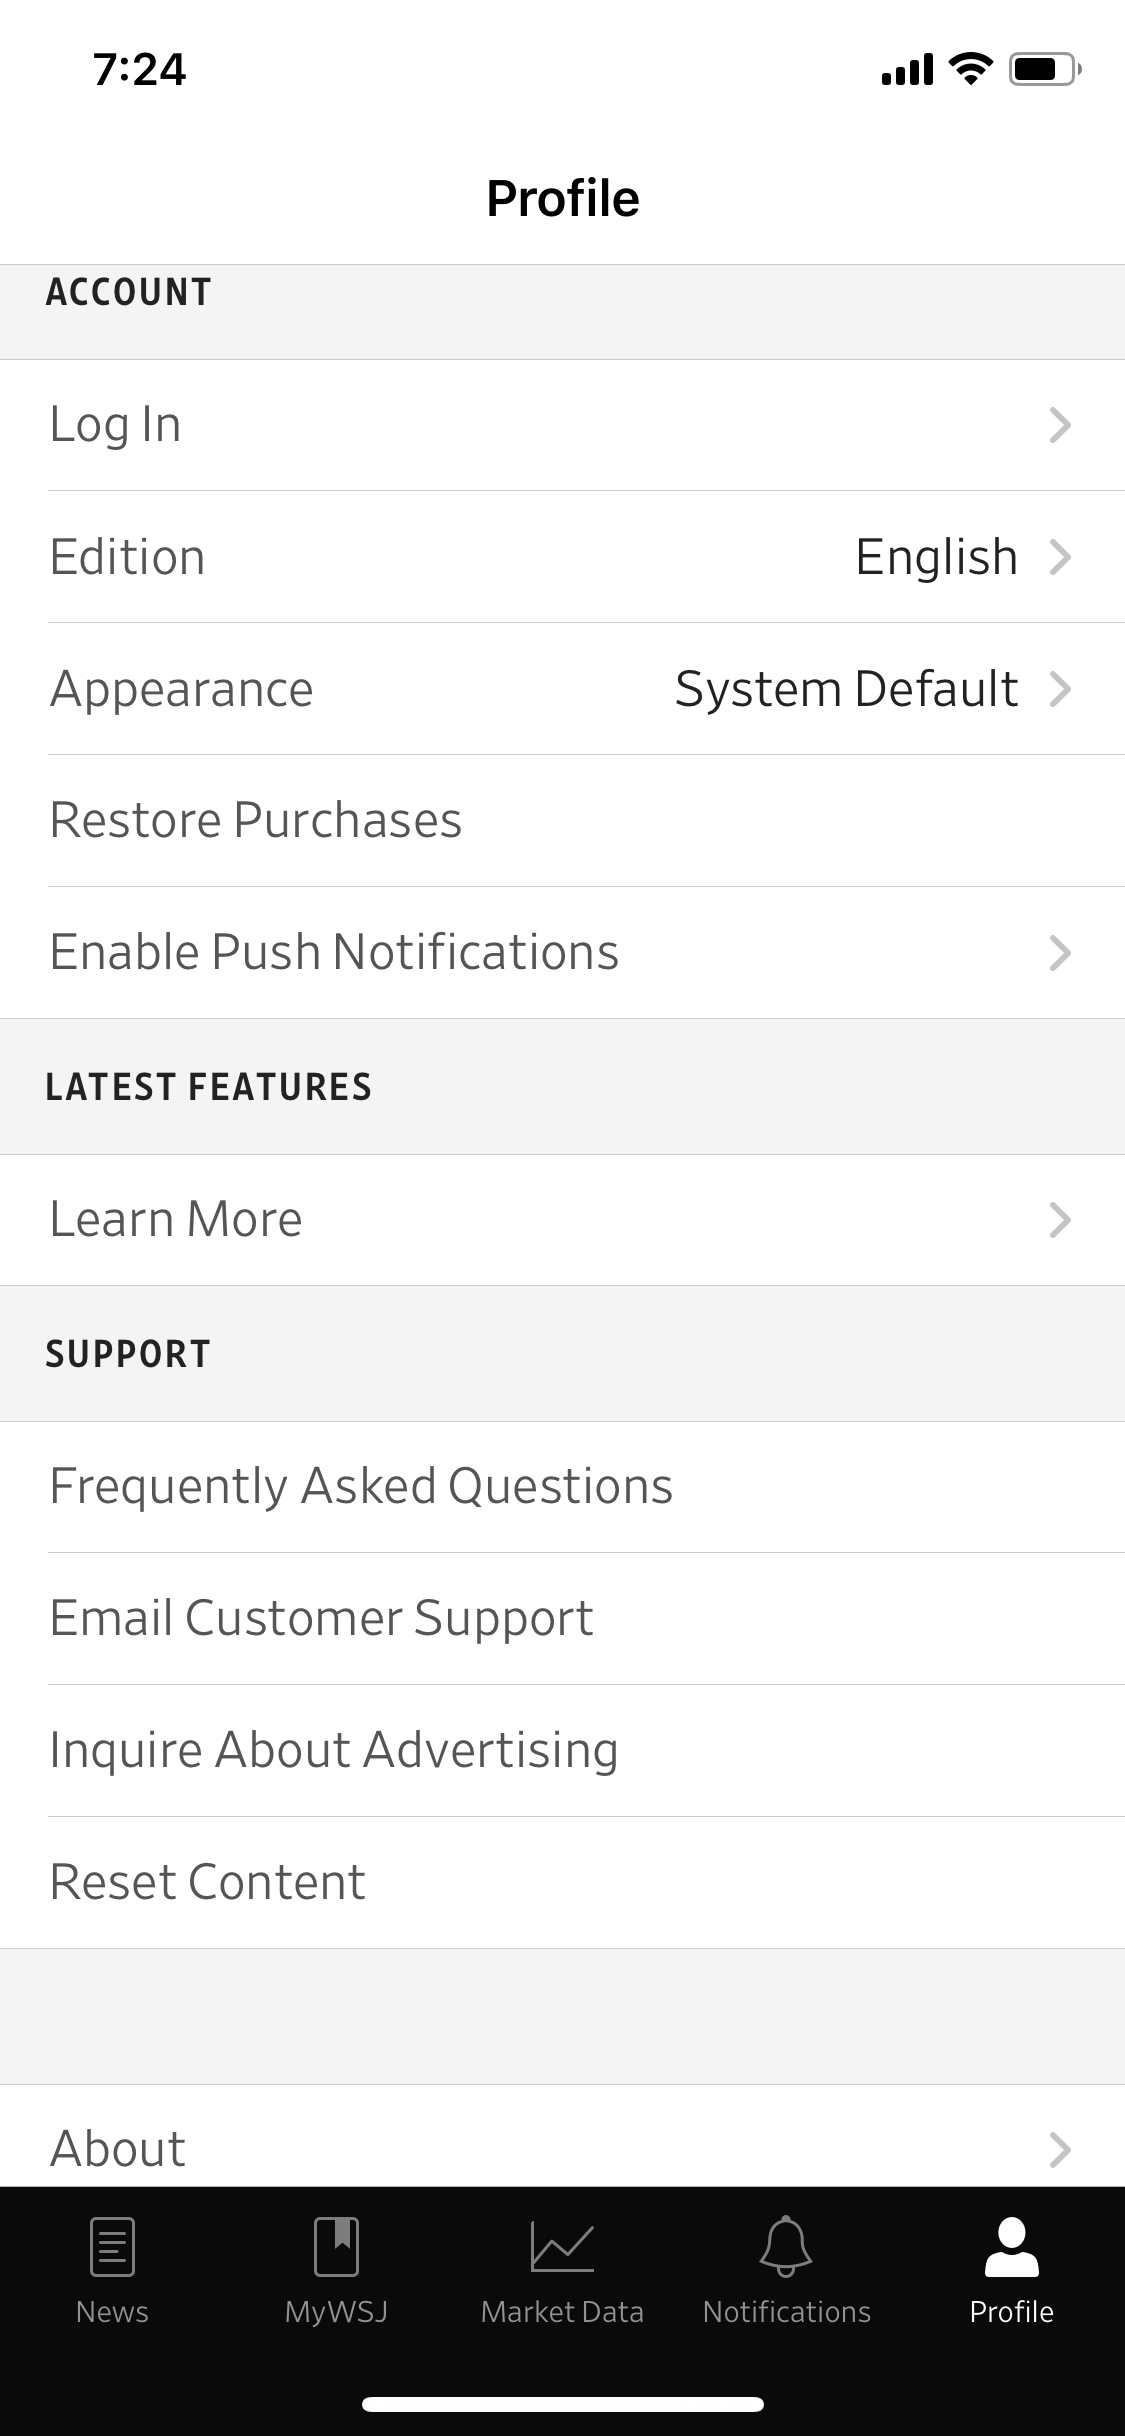 7:24
Profile
ACCOUNT
Log In
Edition English
Appearance System Default
Restore Purchases
Enable Push Notifications
LATEST FEATURES
Learn More
SUPPORT
Frequently Asked Questions
Email Customer Support
Inquire About Advertising
Reset Content
About
News MyWSJ Market Data Notifications Profile